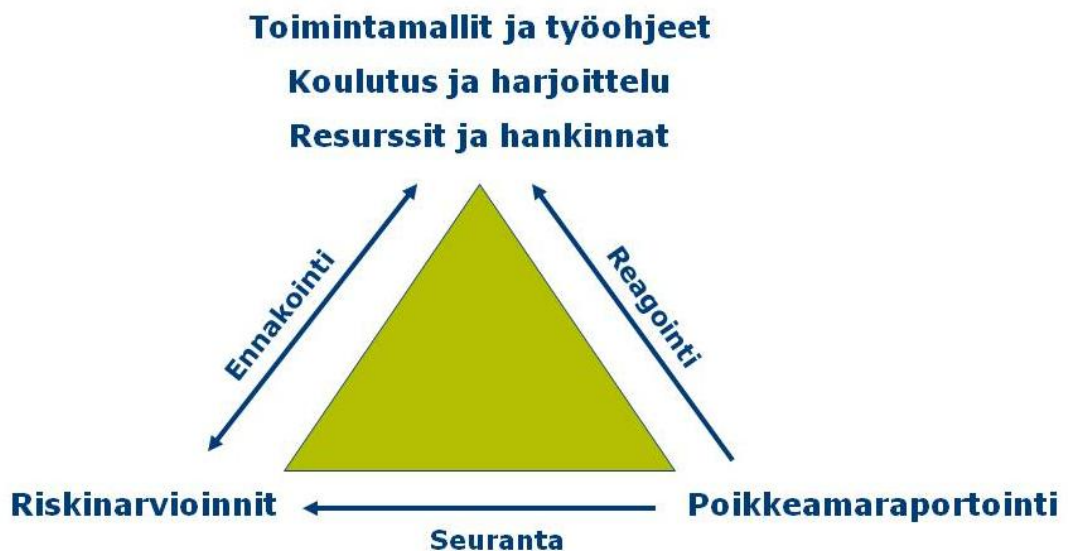 Toimintamallit ja työohjeet
Koulutus ja harjoittelu
Resurssit ja hankinnat
Ennakointi
Reagointi
Riskinarvioinnit
Poikkeamaraportointi
Seuranta